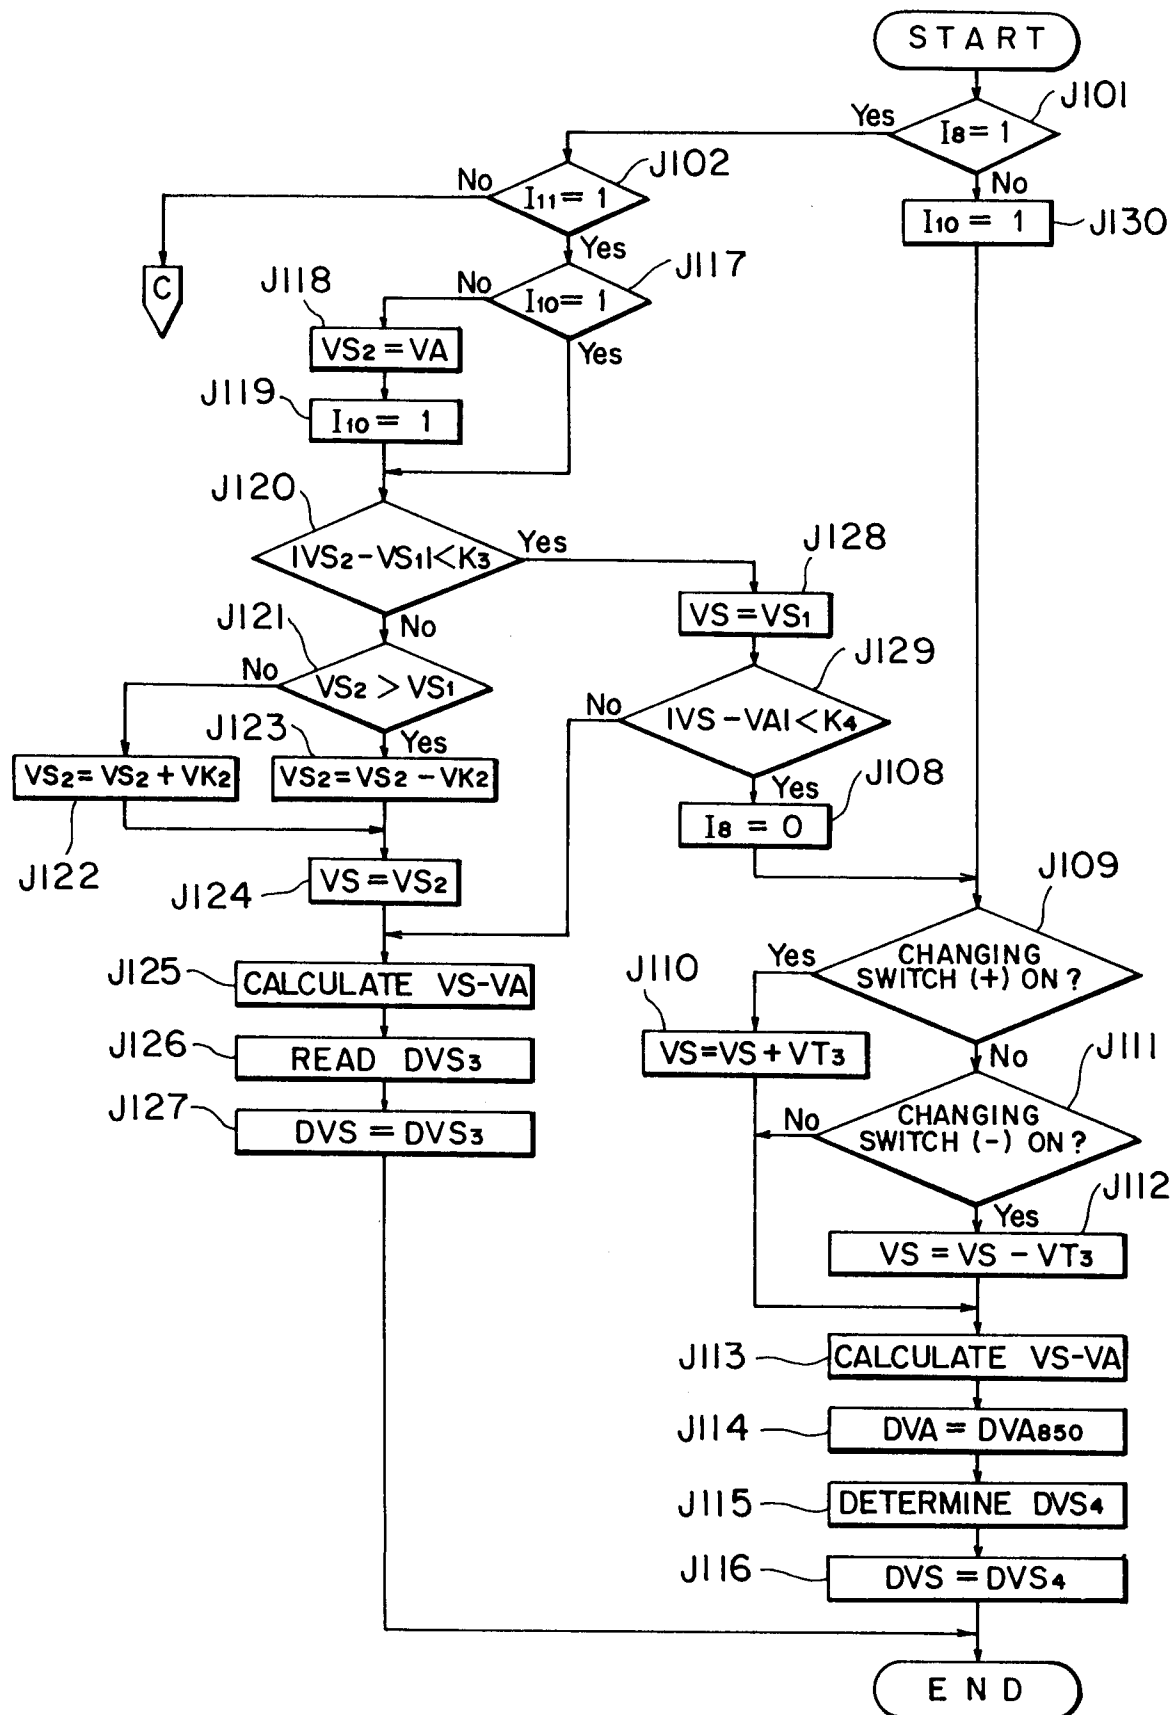 START
J101
Yes
I8 = 1
No
J102
No
I11 = 1
Yes
I10 = 1
J130
C
J117
No
I10 = 1
Yes
J118
VS2 = VA
J119
I10 = 1
J120
|VS2 - VS1| < K3
Yes
No
J128
VS = VS1
J121
No
VS2 > VS1
Yes
J129
No
|VS - VA| < K4
Yes
J123
VS2 = VS2 + VK2
VS2 = VS2 - VK2
J122
J108
I8 = 0
J124
VS = VS2
J109
Yes
CHANGING
SWITCH (+) ON ?
No
J125
CALCULATE VS-VA
J110
VS = VS + VT3
J126
READ DVS3
J111
No
CHANGING
SWITCH (-) ON ?
Yes
J127
DVS = DVS3
J112
VS = VS - VT3
J113
CALCULATE VS-VA
J114
DVA = DVA850
J115
DETERMINE DVS4
J116
DVS = DVS4
END